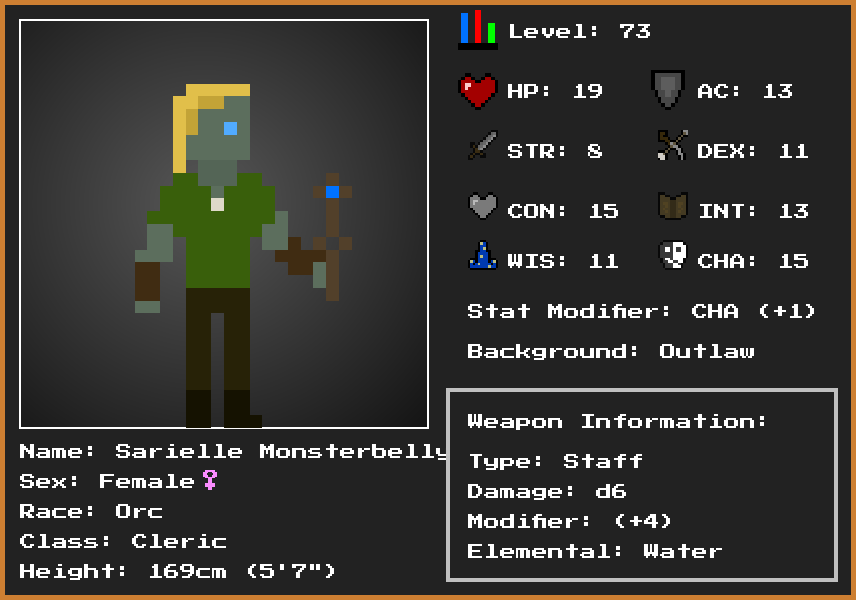 Level: 73
HP: 19 AC: 13
STR: 8 DEX: 11
CON: 15 INT: 13
WIS: 11 CHA: 15
Stat Modifier: CHA (+1)
Background: Outlaw
Name: Sarielle Monsterbelly
Sex: Female♀
Race: Orc
Class: Cleric
Height: 169cm (5'7")
Weapon Information:
Type: Staff
Damage: d6
Modifier: (+4)
Elemental: Water